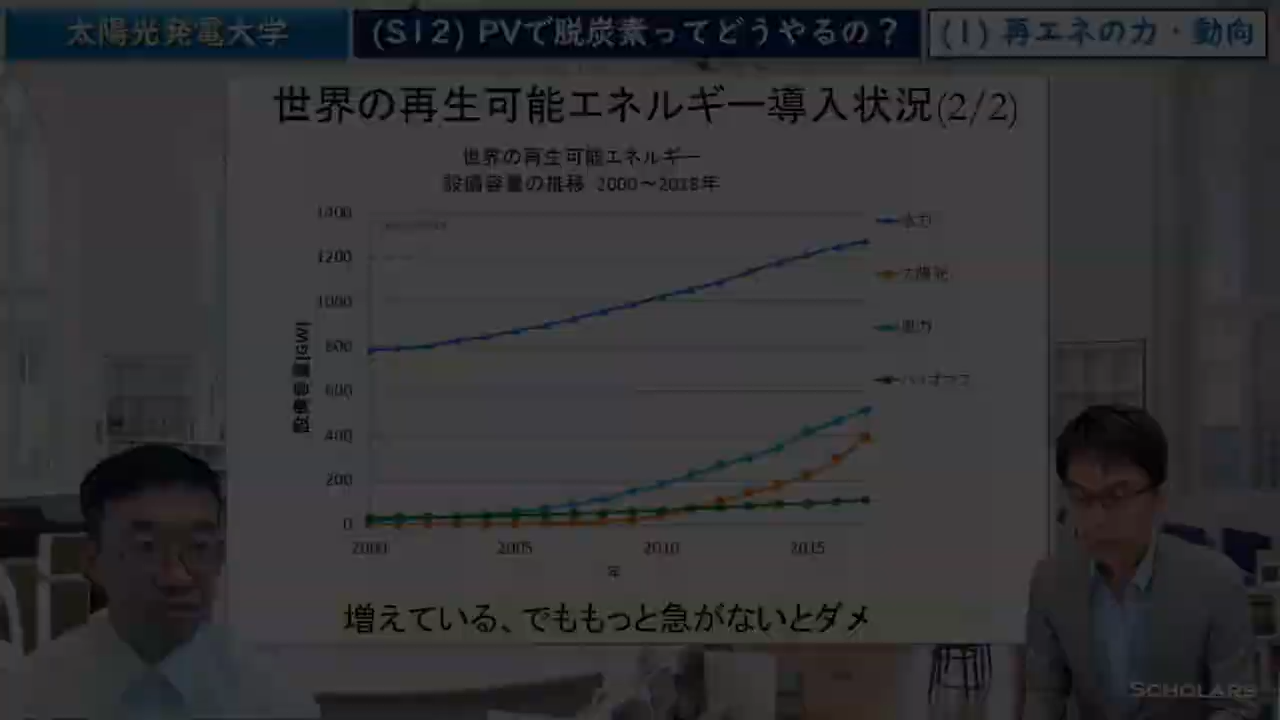 太陽光発電大学
(S12) PVで脱炭素ってどうやるの？
(1) 再エネの力・動向
世界の再生可能エネルギー導入状況(2/2)
世界の再生可能エネルギー
設備容量の推移 2000～2018年
1400
1200
1000
800
600
400
200
0
設備容量[GW]
2000
2005
2010
2015
年
水力
太陽光
風力
バイオマス
増えている、でももっと急がないとダメ
SCHOLARS